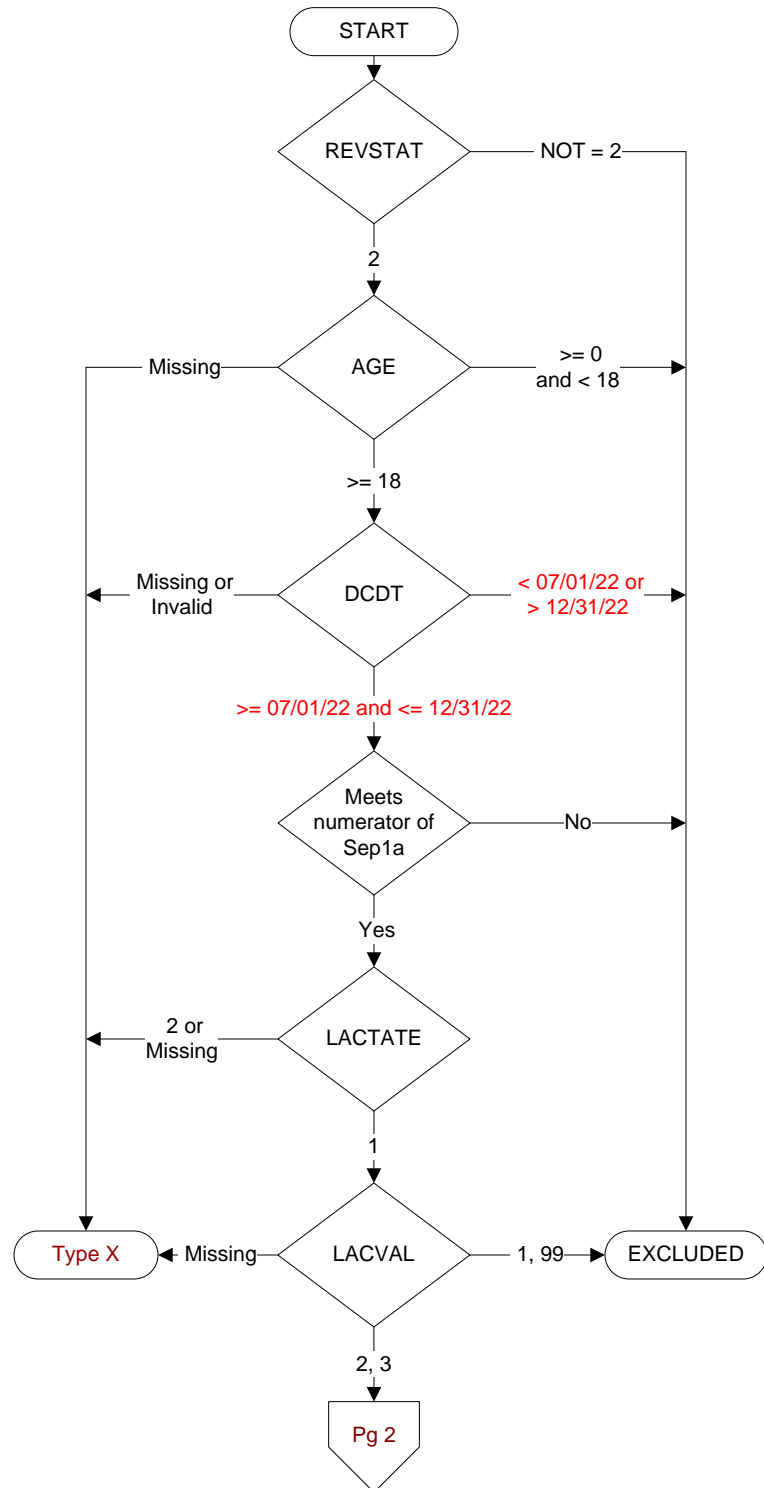 START
REVSTAT
NOT = 2
2
Missing
AGE
>= 0
and < 18
>= 18
Missing or
Invalid
DCDT
< 07/01/22 or
> 12/31/22
>= 07/01/22 and <= 12/31/22
Meets
numerator of
Sep1a
No
Yes
2 or
Missing
LACTATE
1
Type X
Missing
LACVAL
1, 99
EXCLUDED
2, 3
Pg 2